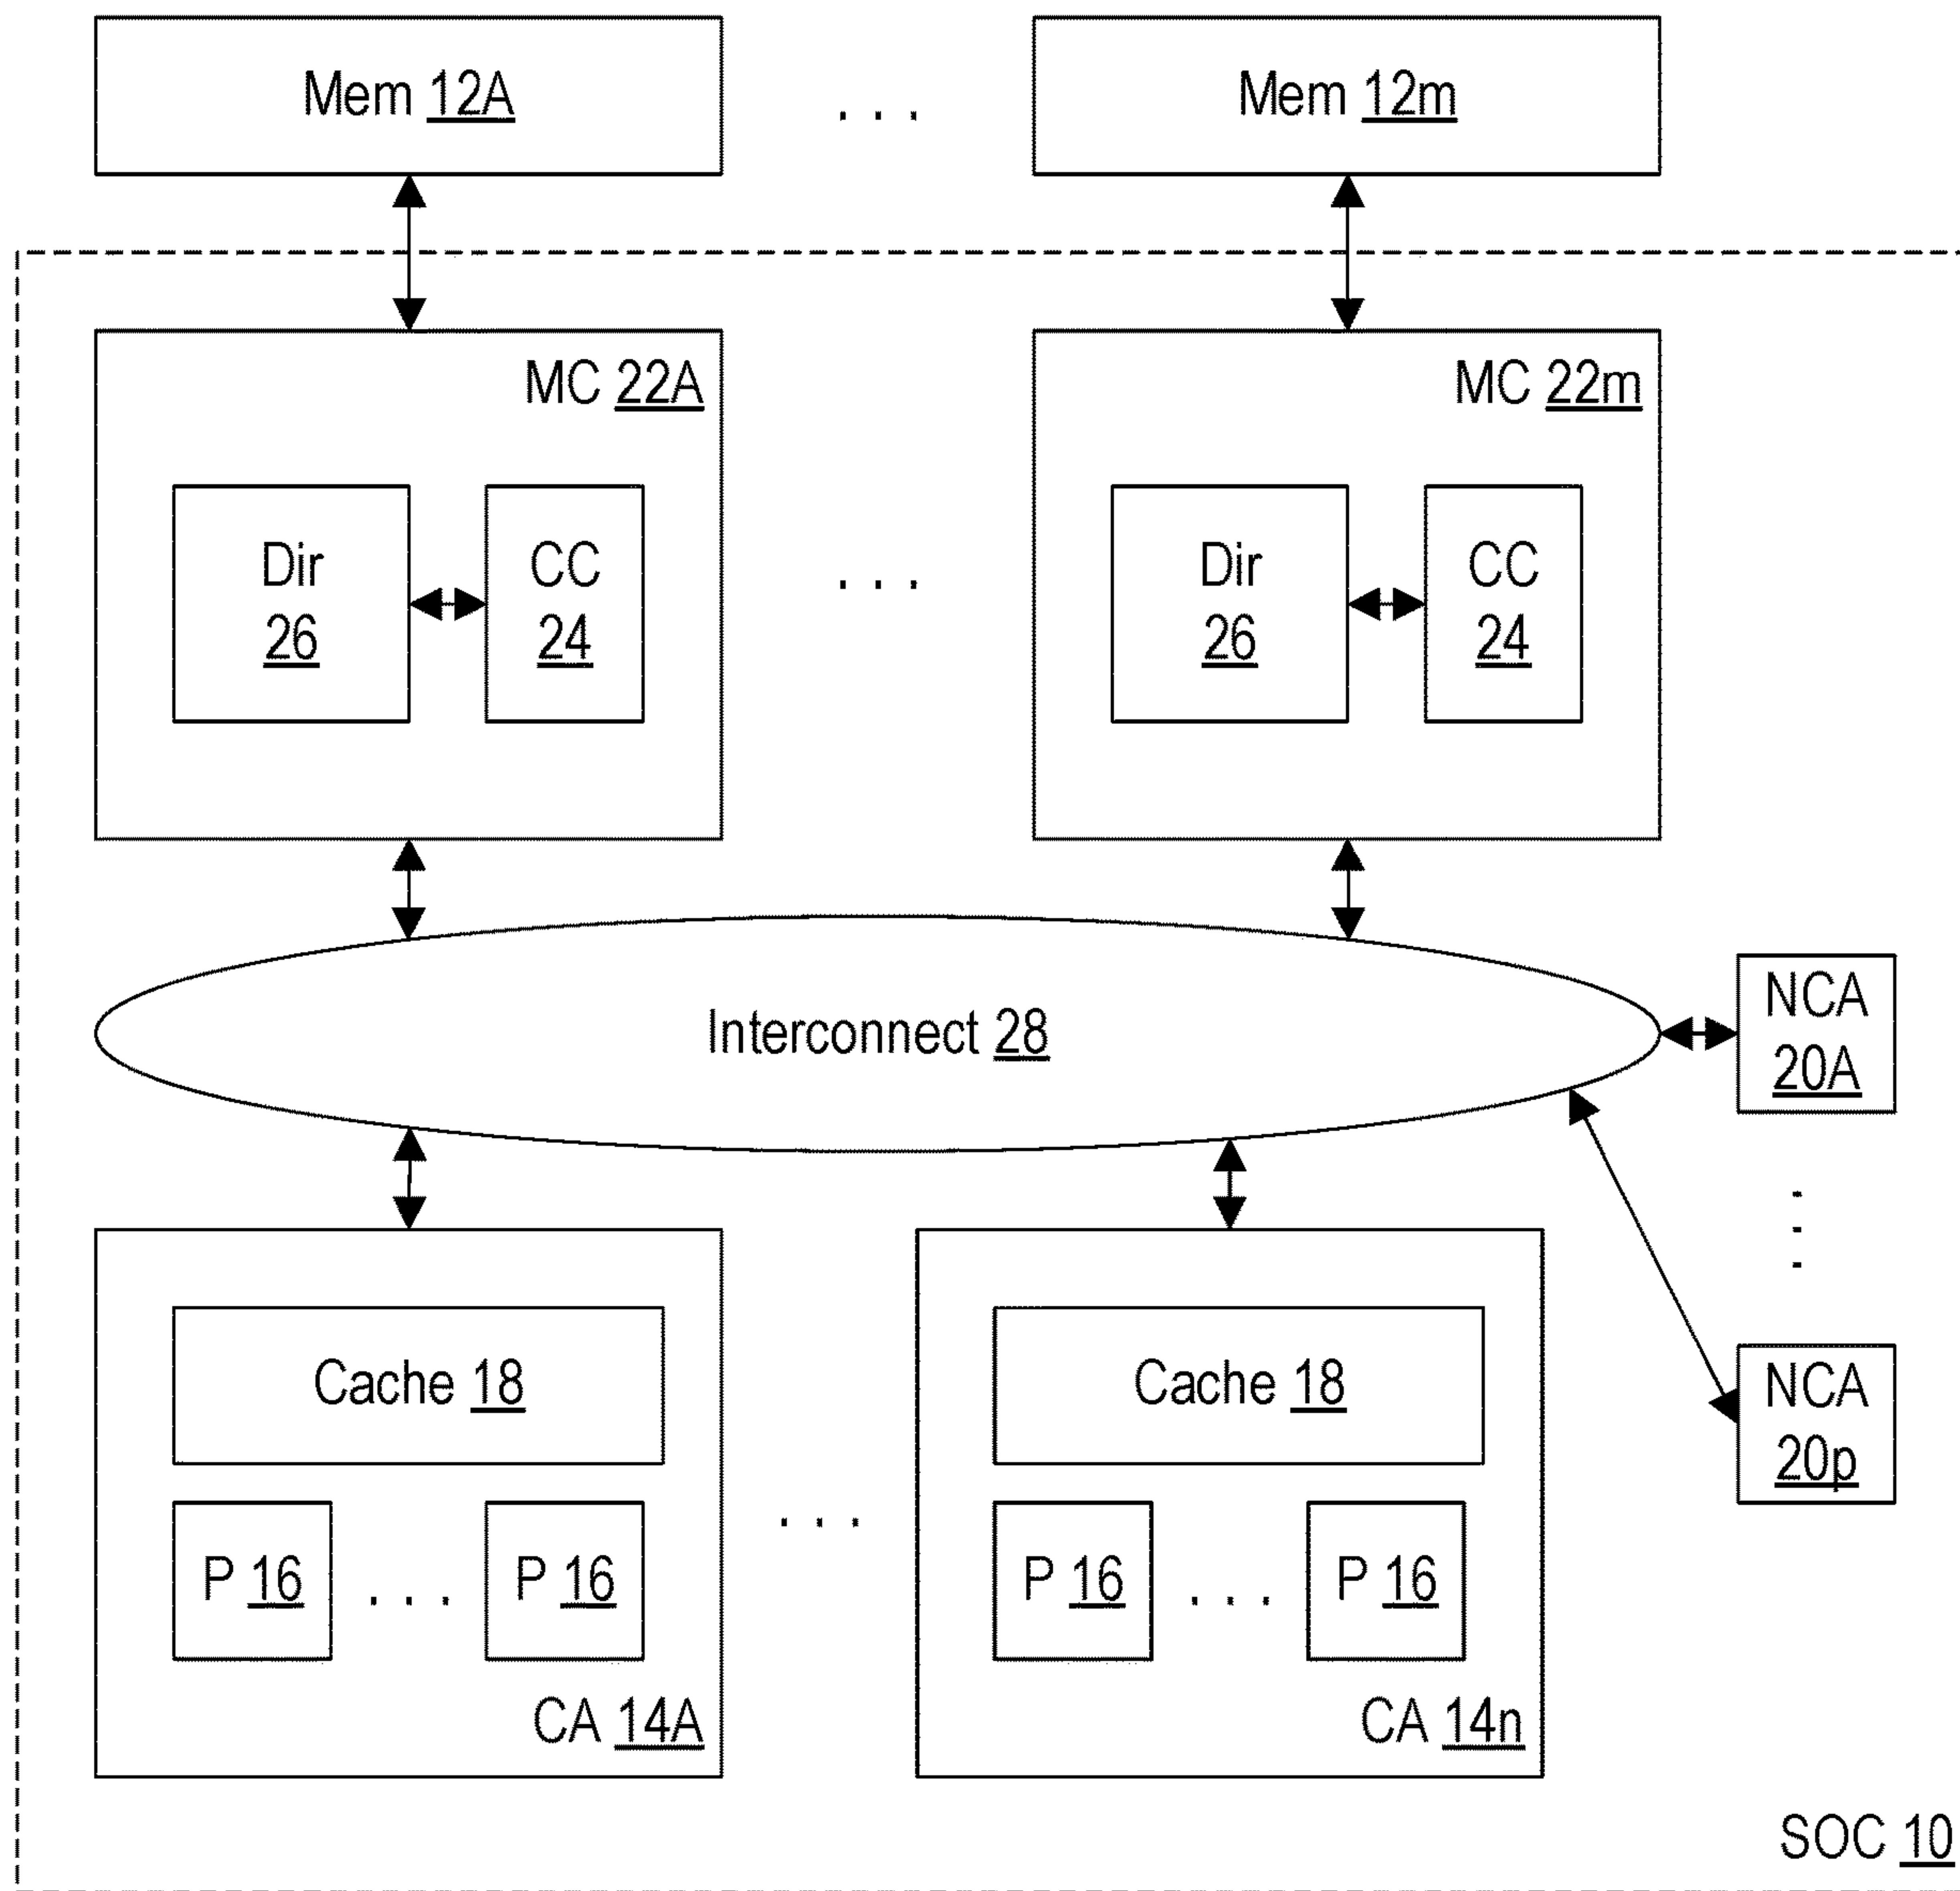 Mem 12A
. . .
Mem 12m
MC 22A
MC 22m
Dir
26
CC
24
. . .
Dir
26
CC
24
Interconnect 28
NCA
20A
. . .
NCA
20p
Cache 18
P 16 . . . P 16
CA 14A
. . .
Cache 18
P 16 . . . P 16
CA 14n
SOC 10